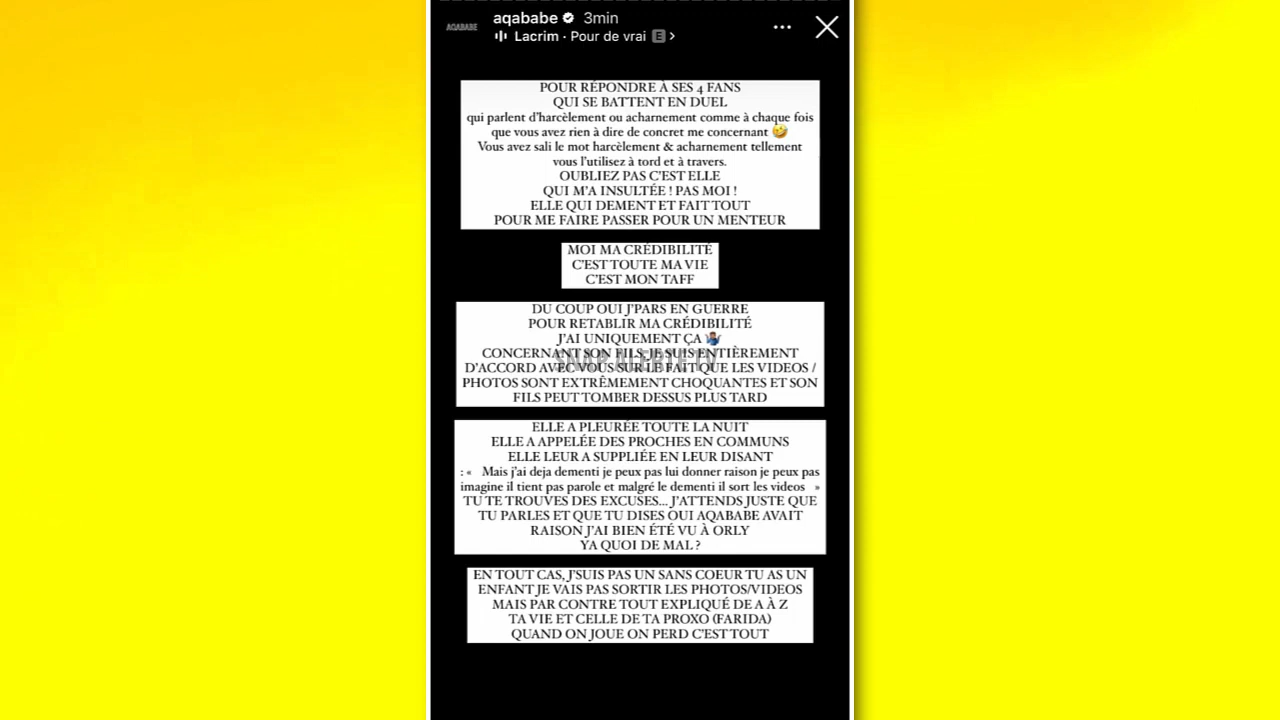 AQABABE
aqababe 3min
Lacrim · Pour de vrai E >
POUR RÉPONDRE À SES 4 FANS
QUI SE BATTENT EN DUEL
qui parlent d'harcèlement ou acharnement comme à chaque fois
que vous avez rien à dire de concret me concernant 🤣
Vous avez sali le mot harcèlement & acharnement tellement
vous l'utilisez à tord et à travers.
OUBLIEZ PAS C'EST ELLE
QUI M'A INSULTÉE ! PAS MOI !
ELLE QUI DEMENT ET FAIT TOUT
POUR ME FAIRE PASSER POUR UN MENTEUR
MOI MA CRÉDIBILITÉ
C'EST TOUTE MA VIE
C'EST MON TAFF
DU COUP OUI J'PARS EN GUERRE
POUR RETABLIR MA CRÉDIBILITÉ
J'AI UNIQUEMENT ÇA 🤷🏽‍♂️
CONCERNANT SON FILS, JE SUIS ENTIÈREMENT
SNAP ALERTE TV
D'ACCORD AVEC VOUS SUR LE FAIT QUE LES VIDEOS /
PHOTOS SONT EXTRÊMEMENT CHOQUANTES ET SON
FILS PEUT TOMBER DESSUS PLUS TARD
ELLE A PLEURÉE TOUTE LA NUIT
ELLE A APPELÉE DES PROCHES EN COMMUNS
ELLE LEUR A SUPPLIÉE EN LEUR DISANT
: « Mais j'ai deja dementi je peux pas lui donner raison je peux pas
imagine il tient pas parole et malgré le dementi il sort les videos »
TU TE TROUVES DES EXCUSES... J'ATTENDS JUSTE QUE
TU PARLES ET QUE TU DISES OUI AQABABE AVAIT
RAISON J'AI BIEN ÉTÉ VU À ORLY
YA QUOI DE MAL ?
EN TOUT CAS, J'SUIS PAS UN SANS COEUR TU AS UN
ENFANT JE VAIS PAS SORTIR LES PHOTOS/VIDEOS
MAIS PAR CONTRE TOUT EXPLIQUÉ DE A À Z
TA VIE ET CELLE DE TA PROXO (FARIDA)
QUAND ON JOUE ON PERD C'EST TOUT